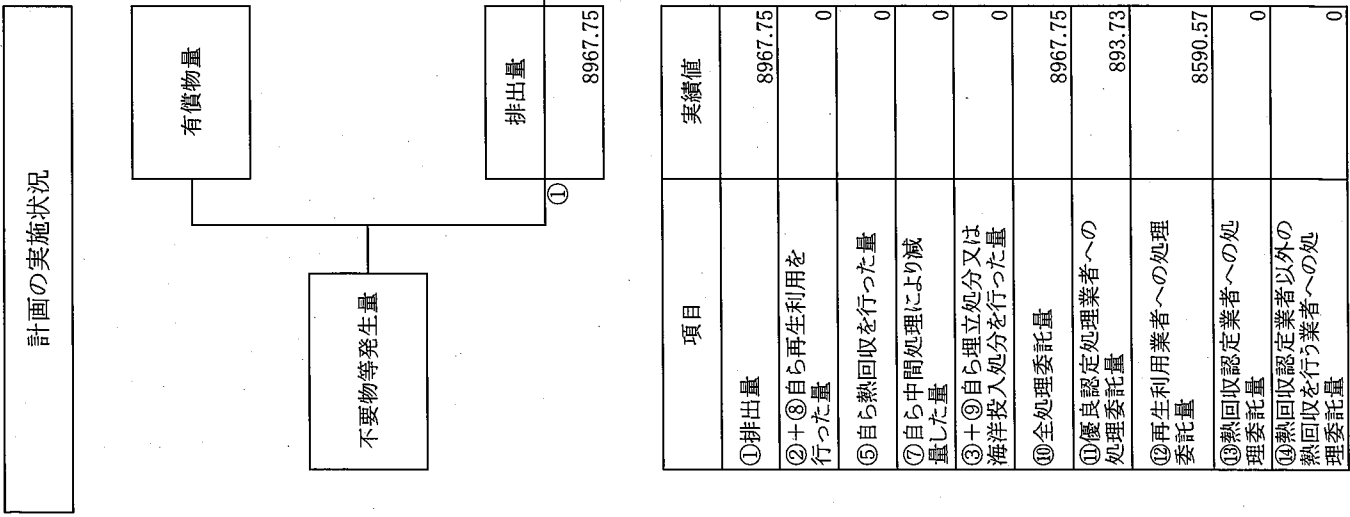 計画の実施状況
有償物量
不要物等発生量
排出量
①
8967.75
項目
実績値
①排出量
8967.75
②+⑧自ら再生利用を
行った量
0
⑤自ら熱回収を行った量
0
⑦自ら中間処理により減
量した量
0
③+⑨自ら埋立処分又は
海洋投入処分を行った量
0
⑩全処理委託量
8967.75
⑪優良認定処理業者への
処理委託量
893.73
⑫再生利用業者への処理
委託量
8590.57
⑬熱回収認定業者への処
理委託量
0
⑭熱回収認定業者以外の
熱回収を行う業者への処
理委託量
0